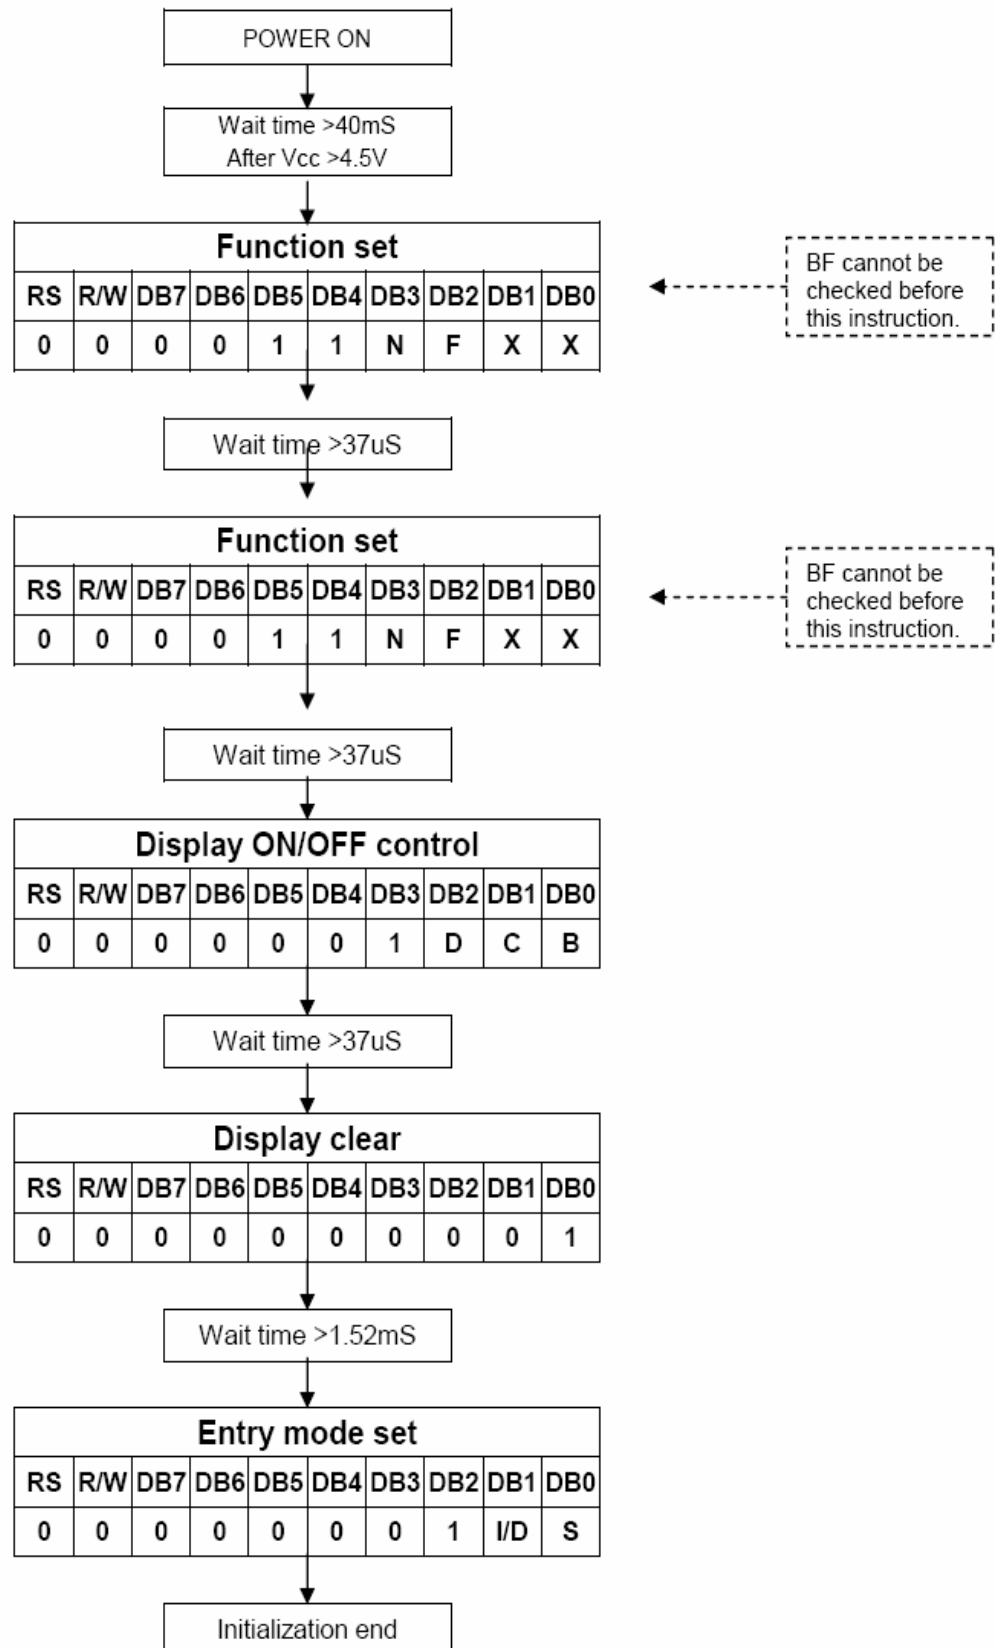 POWER ON
Wait time >40mS
After Vcc >4.5V
Function set
RS R/W DB7 DB6 DB5 DB4 DB3 DB2 DB1 DB0
0 0 0 0 1 1 N F X X
BF cannot be
checked before
this instruction.
Wait time >37uS
Function set
RS R/W DB7 DB6 DB5 DB4 DB3 DB2 DB1 DB0
0 0 0 0 1 1 N F X X
BF cannot be
checked before
this instruction.
Wait time >37uS
Display ON/OFF control
RS R/W DB7 DB6 DB5 DB4 DB3 DB2 DB1 DB0
0 0 0 0 0 0 1 D C B
Wait time >37uS
Display clear
RS R/W DB7 DB6 DB5 DB4 DB3 DB2 DB1 DB0
0 0 0 0 0 0 0 0 0 1
Wait time >1.52mS
Entry mode set
RS R/W DB7 DB6 DB5 DB4 DB3 DB2 DB1 DB0
0 0 0 0 0 0 0 1 I/D S
Initialization end